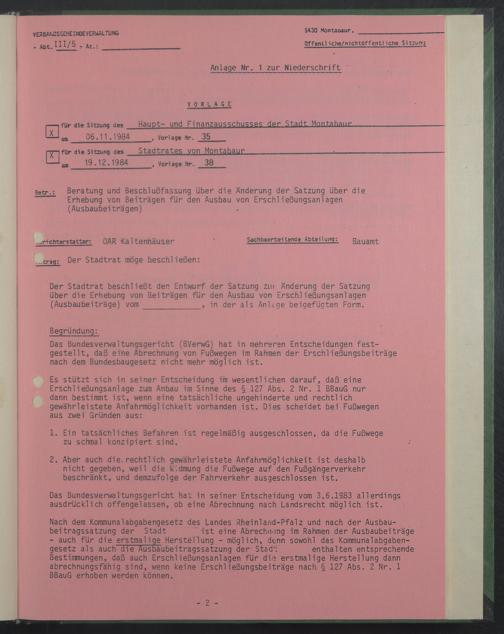 VERBANDSGEMEINDEVERWALTUNG
- Abt. III/5 - Az.:
5430 Montabaur,
Öffentliche/nichtöffentliche Sitzung
Anlage Nr. 1 zur Niederschrift
V O R L A G E
X für die Sitzung des Haupt- und Finanzausschusses der Stadt Montabaur
am 06.11.1984, Vorlage Nr. 35
X für die Sitzung des Stadtrates von Montabaur
am 19.12.1984, Vorlage Nr. 38
Betr.: Beratung und Beschlußfassung über die Änderung der Satzung über die
Erhebung von Beiträgen für den Ausbau von Erschließungsanlagen
(Ausbaubeiträgen)
richterstatter: OAR Kaltenhäuser Sachbearbeitende Abteilung: Bauamt
trag: Der Stadtrat möge beschließen:
Der Stadtrat beschließt den Entwurf der Satzung zur Änderung der Satzung
über die Erhebung von Beiträgen für den Ausbau von Erschließungsanlagen
(Ausbaubeiträge) vom , in der als Anlage beigefügten Form.
Begründung:
Das Bundesverwaltungsgericht (BVerwG) hat in mehreren Entscheidungen fest-
gestellt, daß eine Abrechnung von Fußwegen im Rahmen der Erschließungsbeiträge
nach dem Bundesbaugesetz nicht mehr möglich ist.
Es stützt sich in seiner Entscheidung im wesentlichen darauf, daß eine
Erschließungsanlage zum Anbau im Sinne des § 127 Abs. 2 Nr. 1 BBauG nur
dann bestimmt ist, wenn eine tatsächliche ungehinderte und rechtlich
gewährleistete Anfahrmöglichkeit vorhanden ist. Dies scheidet bei Fußwegen
aus zwei Gründen aus:
1. Ein tatsächliches Befahren ist regelmäßig ausgeschlossen, da die Fußwege
zu schmal konzipiert sind.
2. Aber auch die rechtlich gewährleistete Anfahrmöglichkeit ist deshalb
nicht gegeben, weil die Widmung die Fußwege auf den Fußgängerverkehr
beschränkt, und demzufolge der Fahrverkehr ausgeschlossen ist.
Das Bundesverwaltungsgericht hat in seiner Entscheidung vom 3.6.1983 allerdings
ausdrücklich offengelassen, ob eine Abrechnung nach Landesrecht möglich ist.
Nach dem Kommunalabgabengesetz des Landes Rheinland-Pfalz und nach der Ausbau-
beitragssatzung der Stadt ist eine Abrechnung im Rahmen der Ausbaubeiträge
- auch für die erstmalige Herstellung - möglich, denn sowohl das Kommunalabgaben-
gesetz als auch die Ausbaubeitragssatzung der Stadt enthalten entsprechende
Bestimmungen, daß auch Erschließungsanlagen für die erstmalige Herstellung dann
abrechnungsfähig sind, wenn keine Erschließungsbeiträge nach § 127 Abs. 2 Nr. 1
BBauG erhoben werden können.
- 2 -